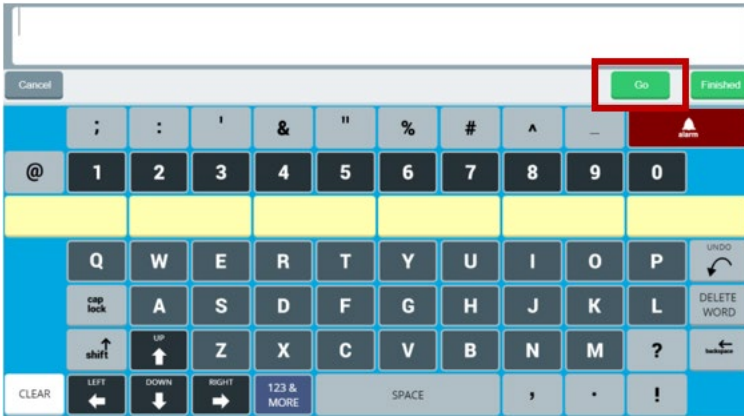 Cancel Go Finished
; : ' & " % # ^ _ alarm
@ 1 2 3 4 5 6 7 8 9 0
Q W E R T Y U I O P UNDO
cap lock A S D F G H J K L DELETE WORD
shift UP Z X C V B N M ? backspace
CLEAR LEFT DOWN RIGHT 123 & MORE SPACE , . !